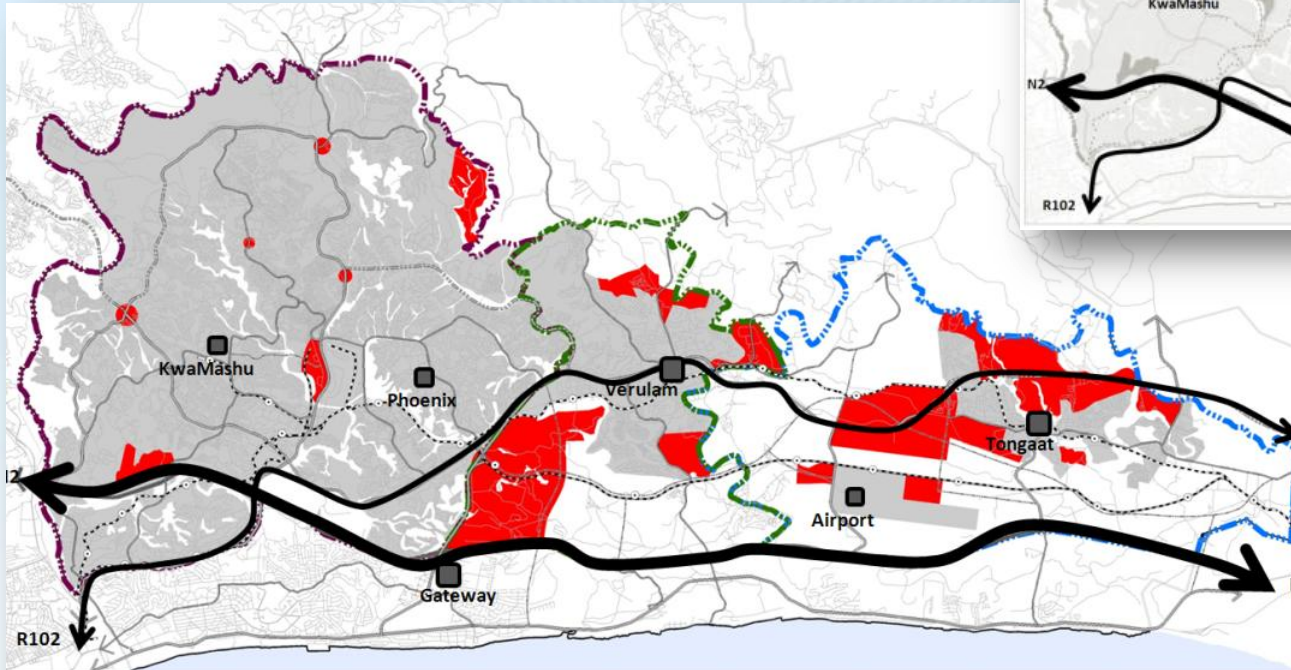 KwaMashu
N2
R102
KwaMashu
Phoenix
Verulam
Tongaat
Airport
Gateway
R102